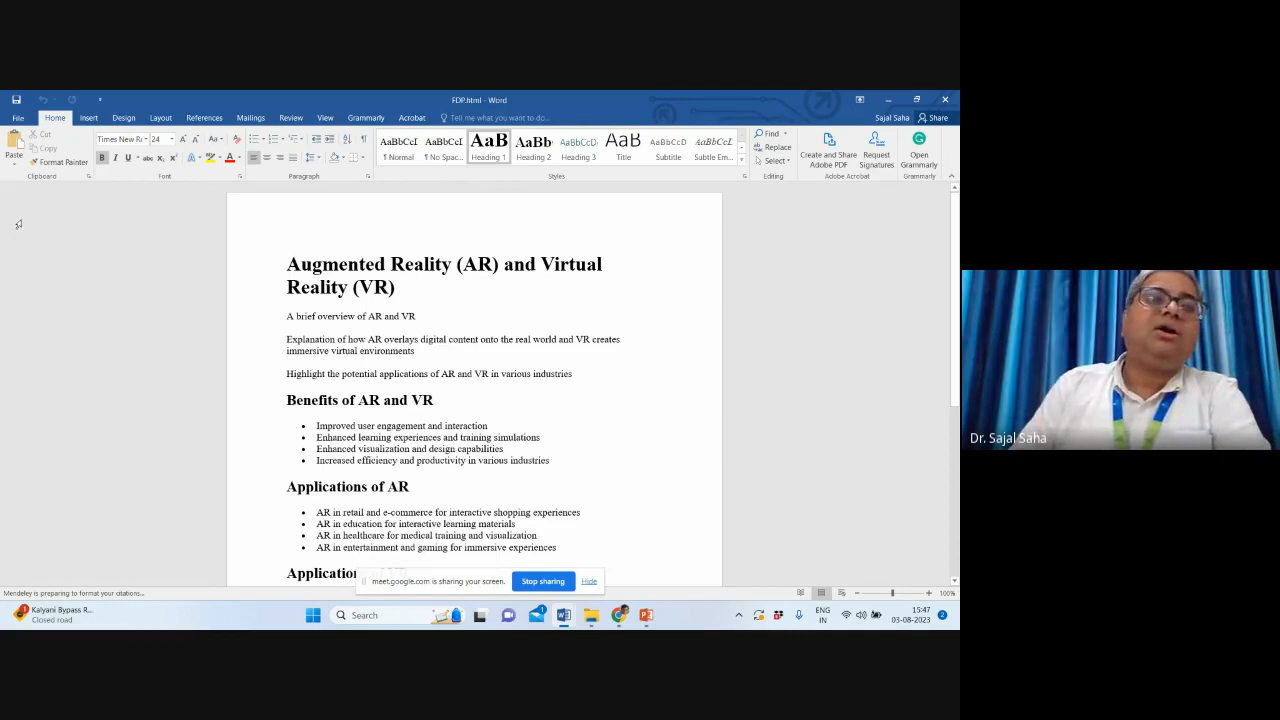 FDP.html - Word
File Home Insert Design Layout References Mailings Review View Grammarly Acrobat Tell me what you want to do... Sajal Saha Share
Paste
Cut
Copy
Format Painter
Clipboard
Times New Ro 24
Font
Paragraph
AaBbCcI AaBbCcI AaB AaBb AaBbCcD AaB AaBbCcD AaBbCcI
¶ Normal ¶ No Spac... Heading 1 Heading 2 Heading 3 Title Subtitle Subtle Em...
Styles
Find
Replace
Select
Editing
Create and Share
Adobe PDF
Request
Signatures
Adobe Acrobat
Open
Grammarly
Grammarly
Augmented Reality (AR) and Virtual
Reality (VR)
A brief overview of AR and VR
Explanation of how AR overlays digital content onto the real world and VR creates
immersive virtual environments
Highlight the potential applications of AR and VR in various industries
Benefits of AR and VR
• Improved user engagement and interaction
• Enhanced learning experiences and training simulations
• Enhanced visualization and design capabilities
• Increased efficiency and productivity in various industries
Applications of AR
• AR in retail and e-commerce for interactive shopping experiences
• AR in education for interactive learning materials
• AR in healthcare for medical training and visualization
• AR in entertainment and gaming for immersive experiences
meet.google.com is sharing your screen. Stop sharing Hide
Mendeley is preparing to format your citations...
100%
Kalyani Bypass R...
Closed road
Search
ENG
IN
15:47
03-08-2023
Dr. Sajal Saha